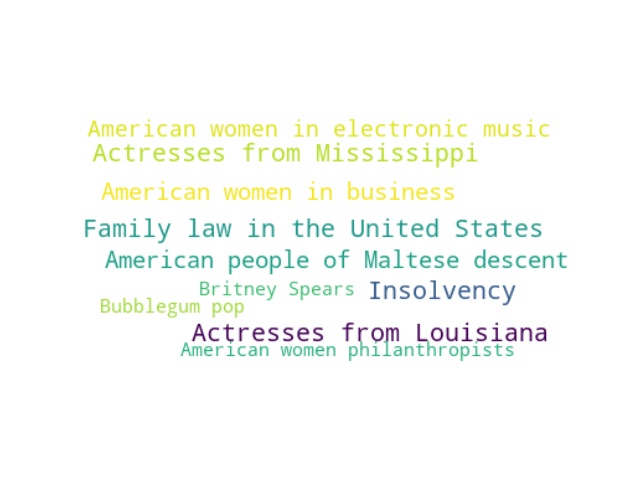 American women in electronic music
Actresses from Mississippi
American women in business
Family law in the United States
American people of Maltese descent
Britney Spears
Insolvency
Bubblegum pop
Actresses from Louisiana
American women philanthropists